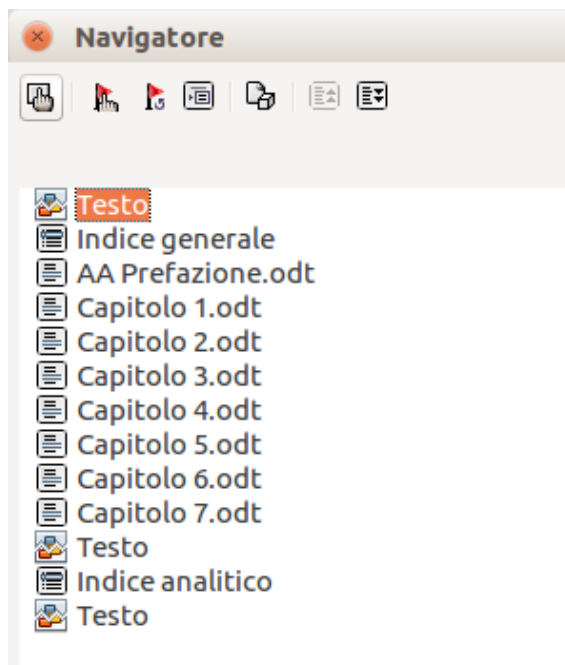 Navigatore
Testo
Indice generale
AA Prefazione.odt
Capitolo 1.odt
Capitolo 2.odt
Capitolo 3.odt
Capitolo 4.odt
Capitolo 5.odt
Capitolo 6.odt
Capitolo 7.odt
Testo
Indice analitico
Testo